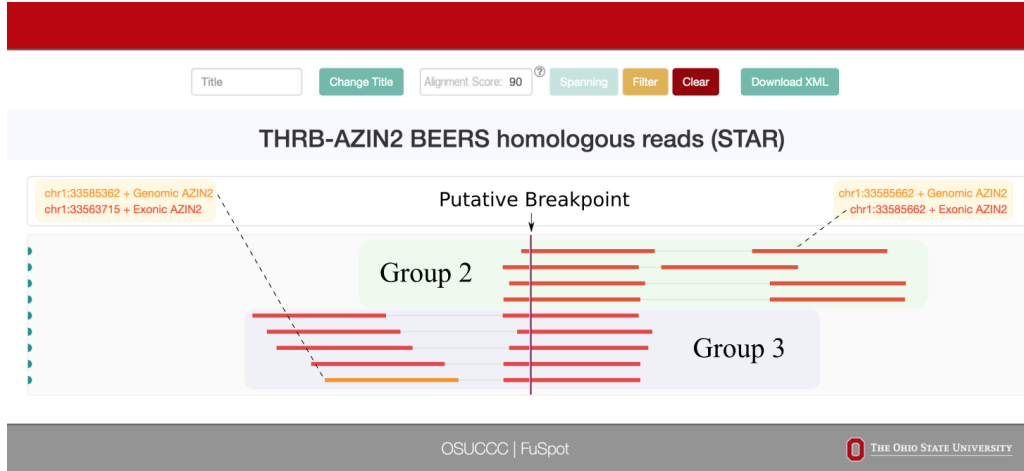 Title
Change Title
Alignment Score: 90
?
Spanning
Filter
Clear
Download XML
THRB-AZIN2 BEERS homologous reads (STAR)
chr1:33585362 + Genomic AZIN2
chr1:33563715 + Exonic AZIN2
Putative Breakpoint
chr1:33585662 + Genomic AZIN2
chr1:33585662 + Exonic AZIN2
Group 2
Group 3
OSUCCC | FuSpot
THE OHIO STATE UNIVERSITY